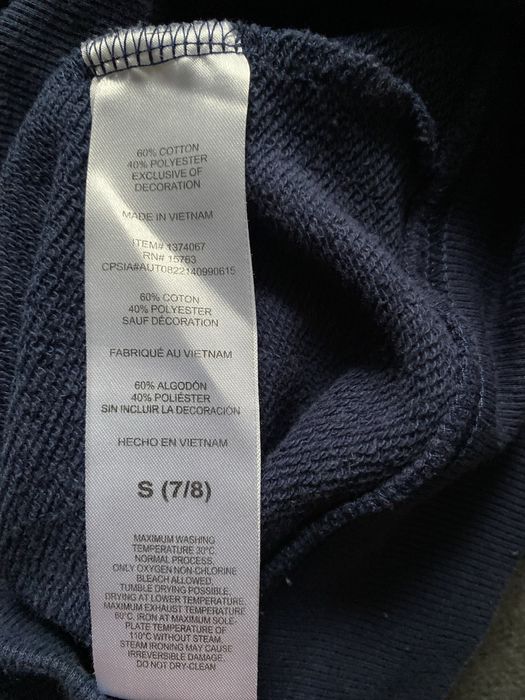 60% COTTON
40% POLYESTER
EXCLUSIVE OF
DECORATION
MADE IN VIETNAM
ITEM# 1374067
RN# 15763
CPSIA#AUT0822140990615
60% COTON
40% POLYESTER
SAUF DÉCORATION
FABRIQUÉ AU VIETNAM
60% ALGODÓN
40% POLIÉSTER
SIN INCLUIR LA DECORACIÓN
HECHO EN VIETNAM
S (7/8)
MAXIMUM WASHING
TEMPERATURE 30°C
NORMAL PROCESS.
ONLY OXYGEN NON-CHLORINE
BLEACH ALLOWED.
TUMBLE DRYING POSSIBLE.
DRYING AT LOWER TEMPERATURE.
MAXIMUM EXHAUST TEMPERATURE
60°C. IRON AT MAXIMUM SOLE-
PLATE TEMPERATURE OF
110°C WITHOUT STEAM.
STEAM IRONING MAY CAUSE
IRREVERSIBLE DAMAGE.
DO NOT DRY-CLEAN